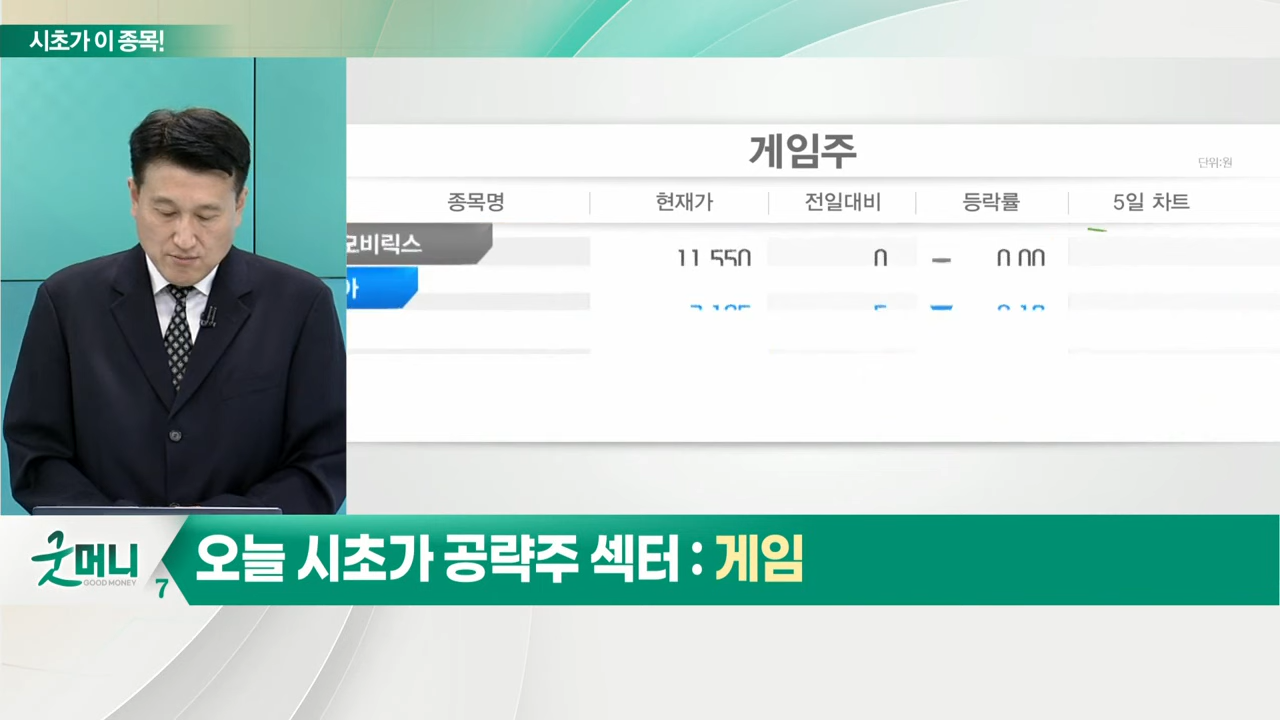 시초가 이 종목!
게임주
단위:원
종목명 현재가 전일대비 등락률 5일 차트
모비릭스 11,550 0 0.00
굿머니
GOOD MONEY
7
오늘 시초가 공략주 섹터 : 게임